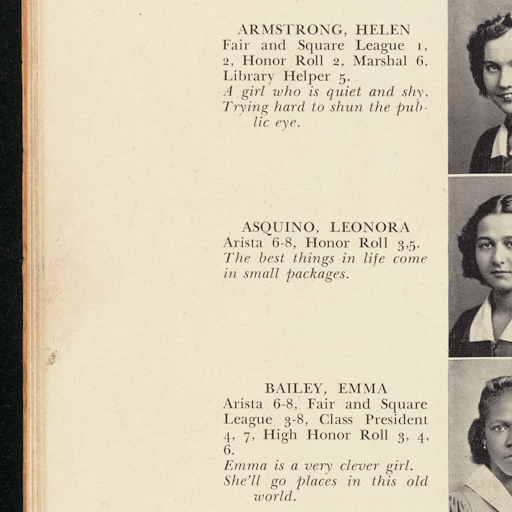 ARMSTRONG, HELEN
Fair and Square League 1,
2, Honor Roll 2, Marshal 6,
Library Helper 5.
A girl who is quiet and shy,
Trying hard to shun the pub-
lic eye.
ASQUINO, LEONORA
Arista 6-8, Honor Roll 3,5.
The best things in life come
in small packages.
BAILEY, EMMA
Arista 6-8, Fair and Square
League 3-8, Class President
4, 7, High Honor Roll 3, 4,
6.
Emma is a very clever girl.
She'll go places in this old
world.